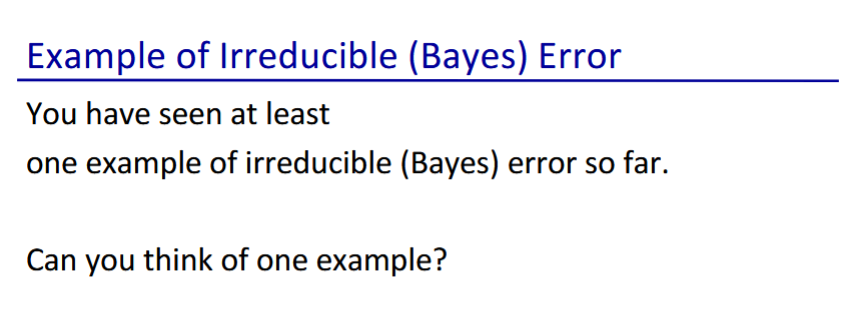 Example of Irreducible (Bayes) Error
You have seen at least
one example of irreducible (Bayes) error so far.
Can you think of one example?